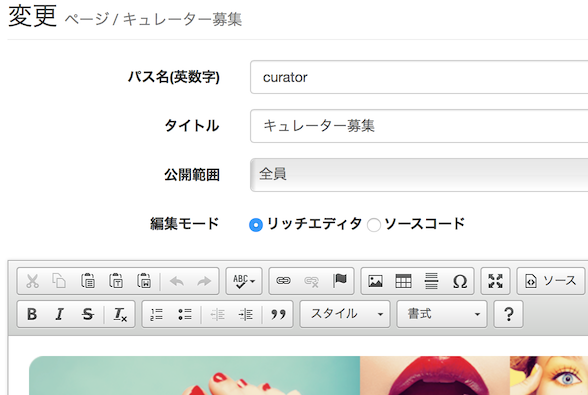 変更 ページ / キュレーター募集
パス名(英数字) curator
タイトル キュレーター募集
公開範囲 全員
編集モード リッチエディタ ソースコード
ABC Ω ソース
B I S Tx スタイル 書式 ?